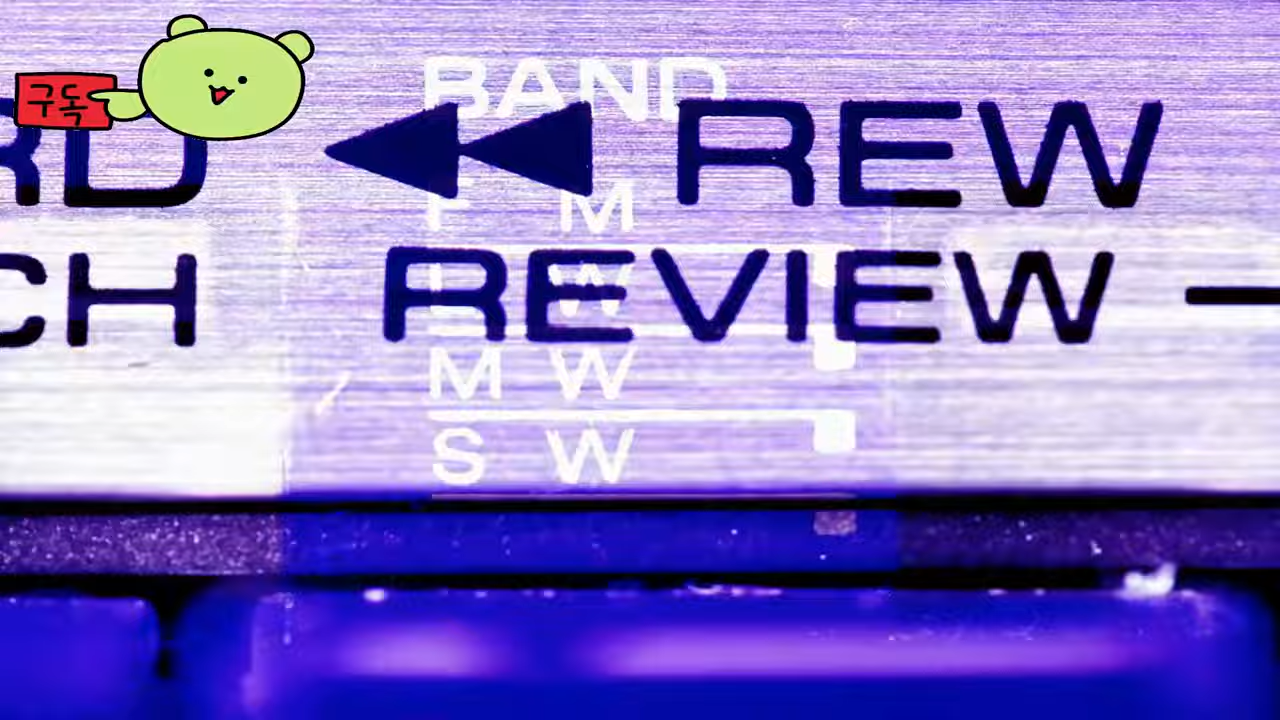 구독
BAND
RD REW
F M
CH REVIEW
L W
M W
S W